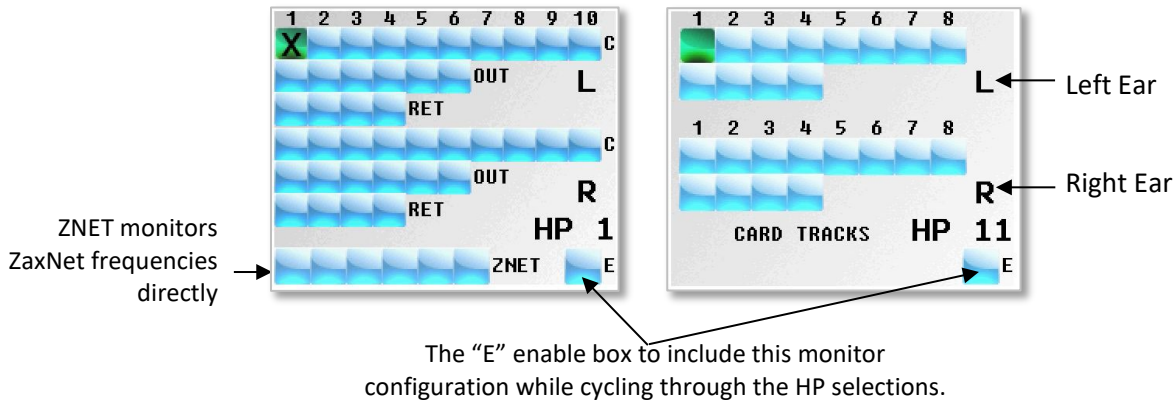 1 2 3 4 5 6 7 8 9 10
X C
OUT
L
RET
C
OUT
R
RET
HP 1
ZNET E
1 2 3 4 5 6 7 8
L
1 2 3 4 5 6 7 8
R
CARD TRACKS HP 11
E
Left Ear
Right Ear
ZNET monitors
ZaxNet frequencies
directly
The “E” enable box to include this monitor
configuration while cycling through the HP selections.